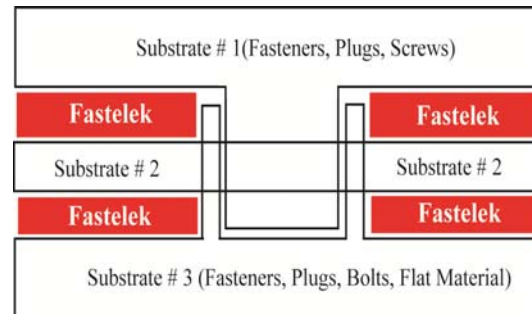 Substrate # 1(Fasteners, Plugs, Screws)
Fastelek
Fastelek
Substrate # 2
Substrate # 2
Fastelek
Fastelek
Substrate # 3 (Fasteners, Plugs, Bolts, Flat Material)